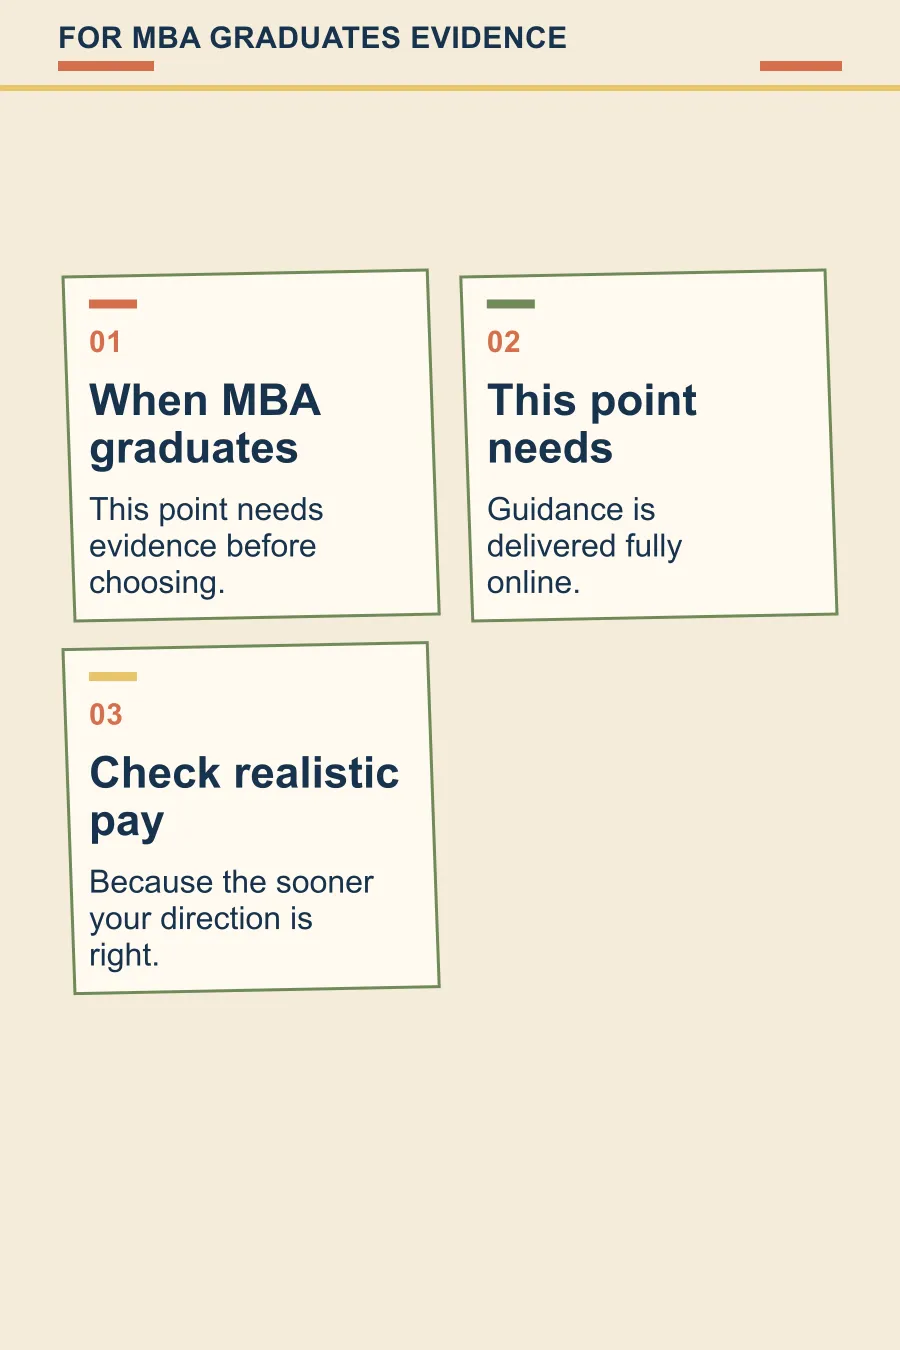 FOR MBA GRADUATES EVIDENCE
01
When MBA
graduates
This point needs
evidence before
choosing.
02
This point
needs
Guidance is
delivered fully
online.
03
Check realistic
pay
Because the sooner
your direction is
right.